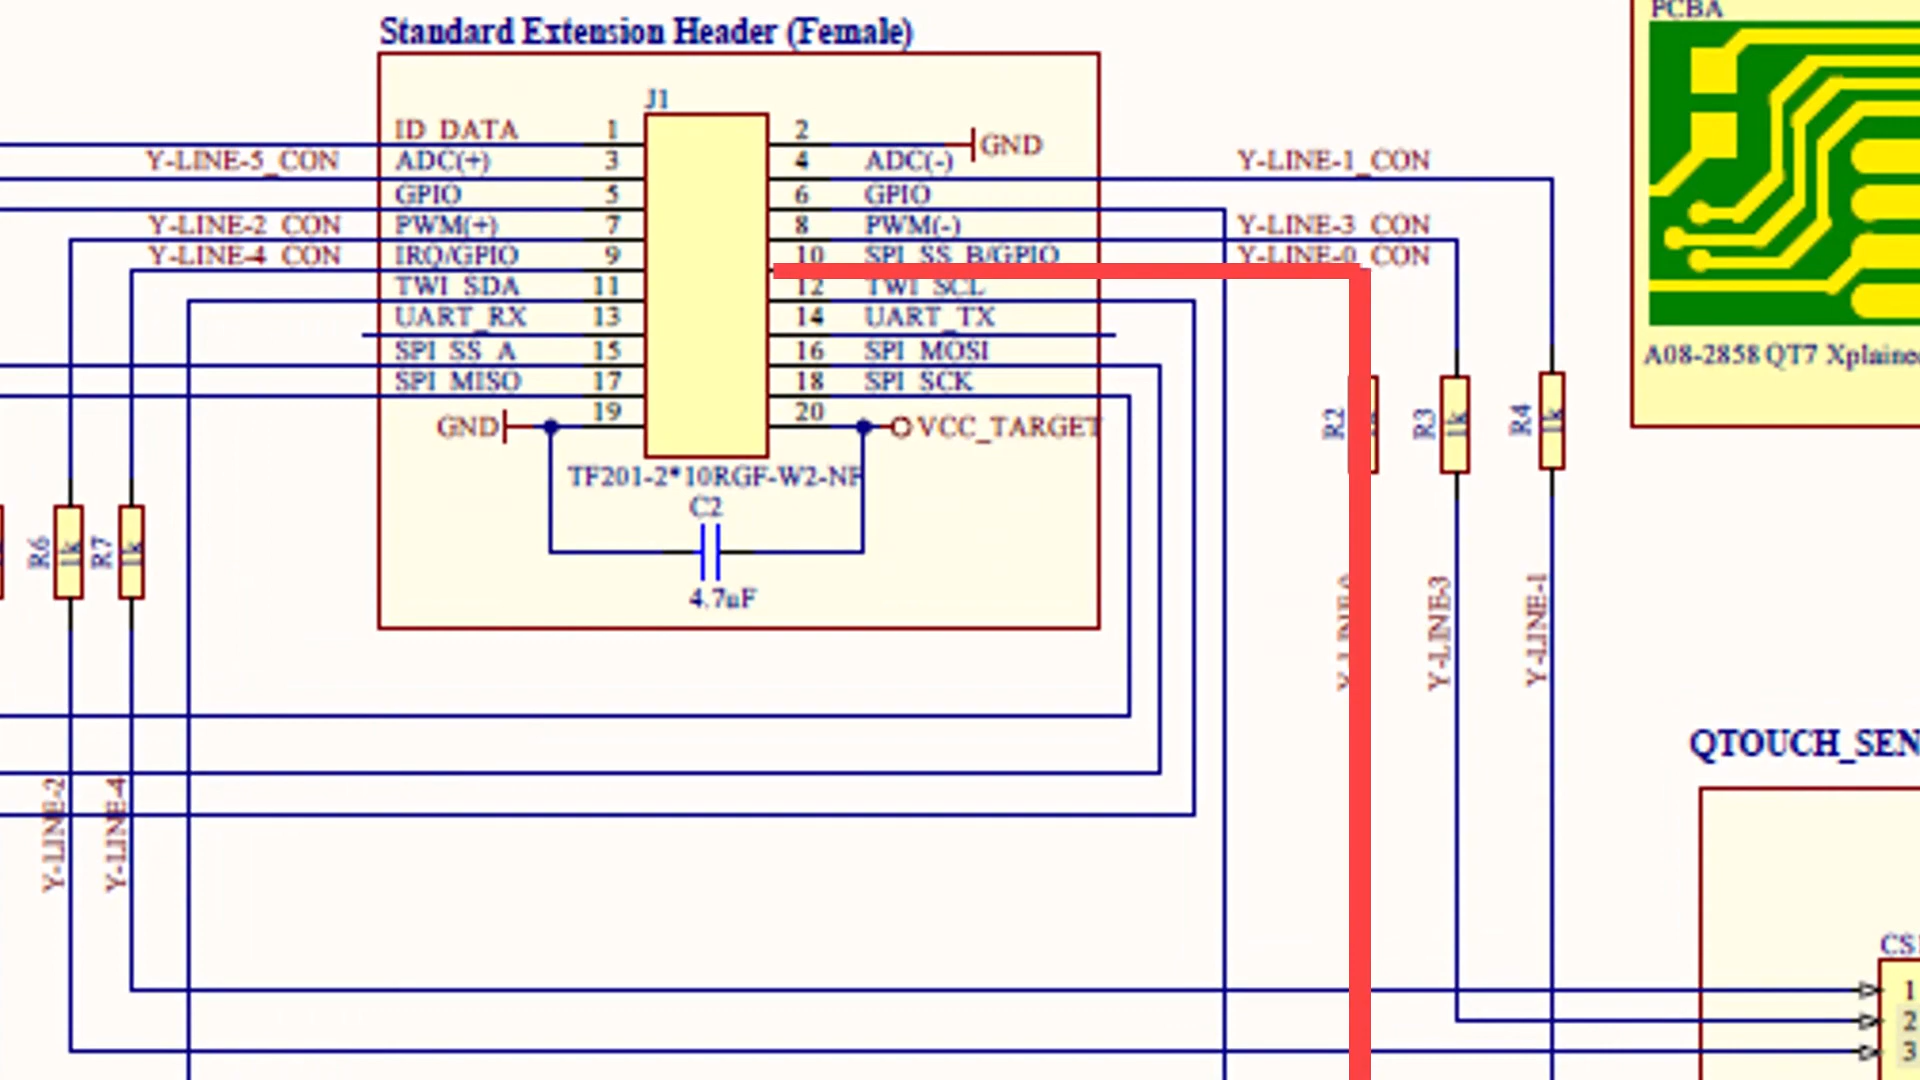 Standard Extension Header (Female)
PCBA
J1
ID_DATA 1 2 GND
Y-LINE-5_CON ADC(+) 3 4 ADC(-) Y-LINE-1_CON
GPIO 5 6 GPIO
Y-LINE-2_CON PWM(+) 7 8 PWM(-) Y-LINE-3_CON
Y-LINE-4_CON IRQ/GPIO 9 10 SPI_SS_B/GPIO Y-LINE-0_CON
TWI_SDA 11 12 TWI_SCL
UART_RX 13 14 UART_TX
SPI_SS_A 15 16 SPI_MOSI
SPI_MISO 17 18 SPI_SCK
GND 19 20 VCC_TARGET
A08-2858 QT7 Xplained
R2
R3 1k
R4 1k
TF201-2*10RGF-W2-NF
C2
4.7uF
R6 1k
R7 1k
Y-LINE-3
Y-LINE-1
QTOUCH_SEN
Y-LINE-2
Y-LINE-4
CS1
1
2
3